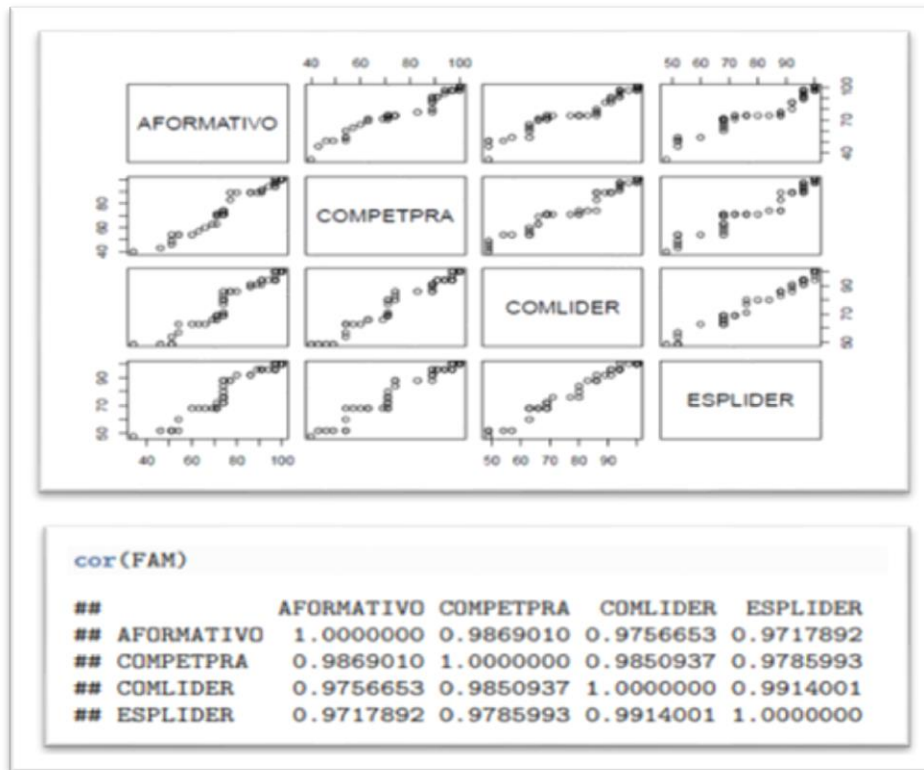 40 60 80 100
50 60 70 80 90
AFORMATIVO
40 70 100
COMPETPRA
40 60 80
COMLIDER
50 70 90
ESPLIDER
50 70 90
40 60 80 100
50 60 70 80 90
cor(FAM)
## AFORMATIVO COMPETPRA COMLIDER ESPLIDER
## AFORMATIVO 1.0000000 0.9869010 0.9756653 0.9717892
## COMPETPRA 0.9869010 1.0000000 0.9850937 0.9785993
## COMLIDER 0.9756653 0.9850937 1.0000000 0.9914001
## ESPLIDER 0.9717892 0.9785993 0.9914001 1.0000000